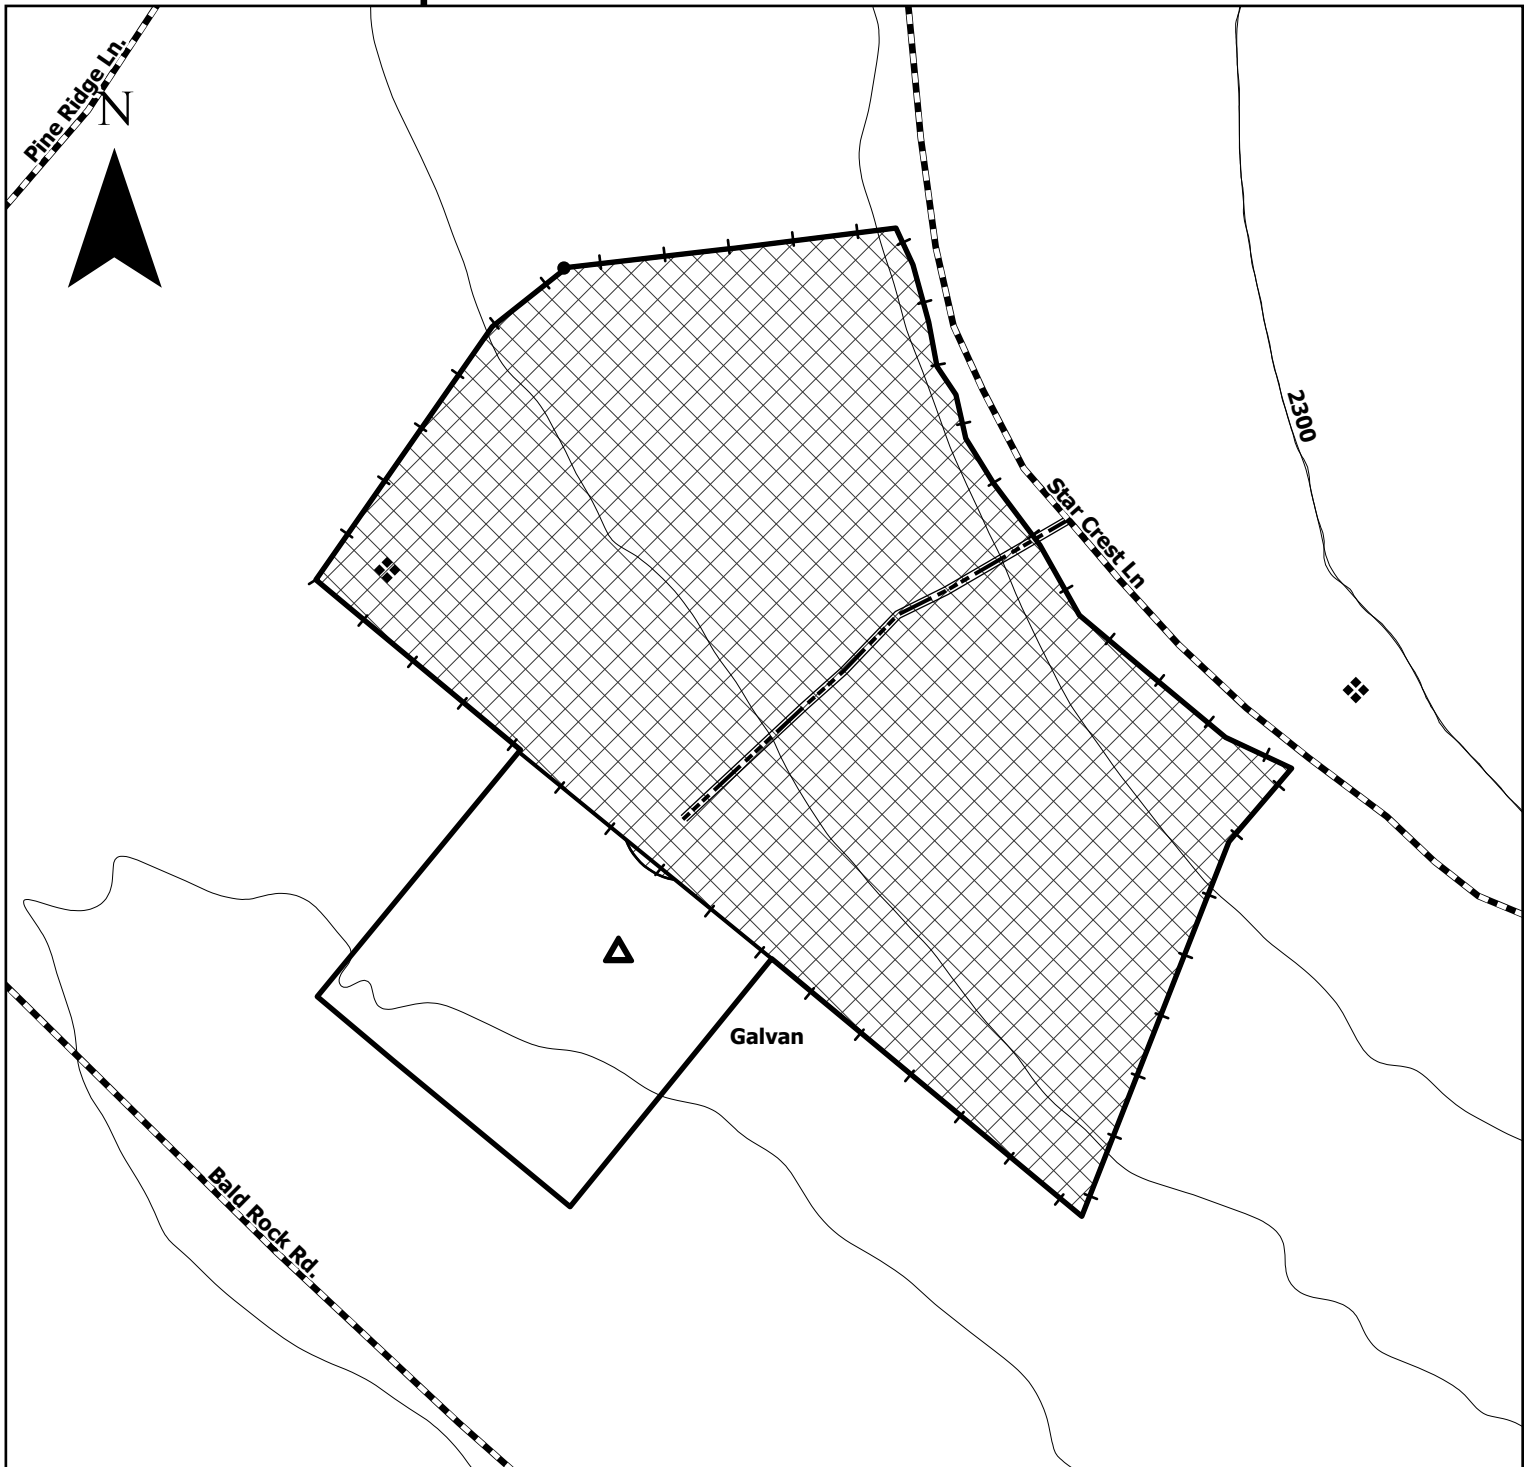 Pine Ridge Ln.
N
2300
Star Crest Ln
Galvan
Bald Rock Rd.